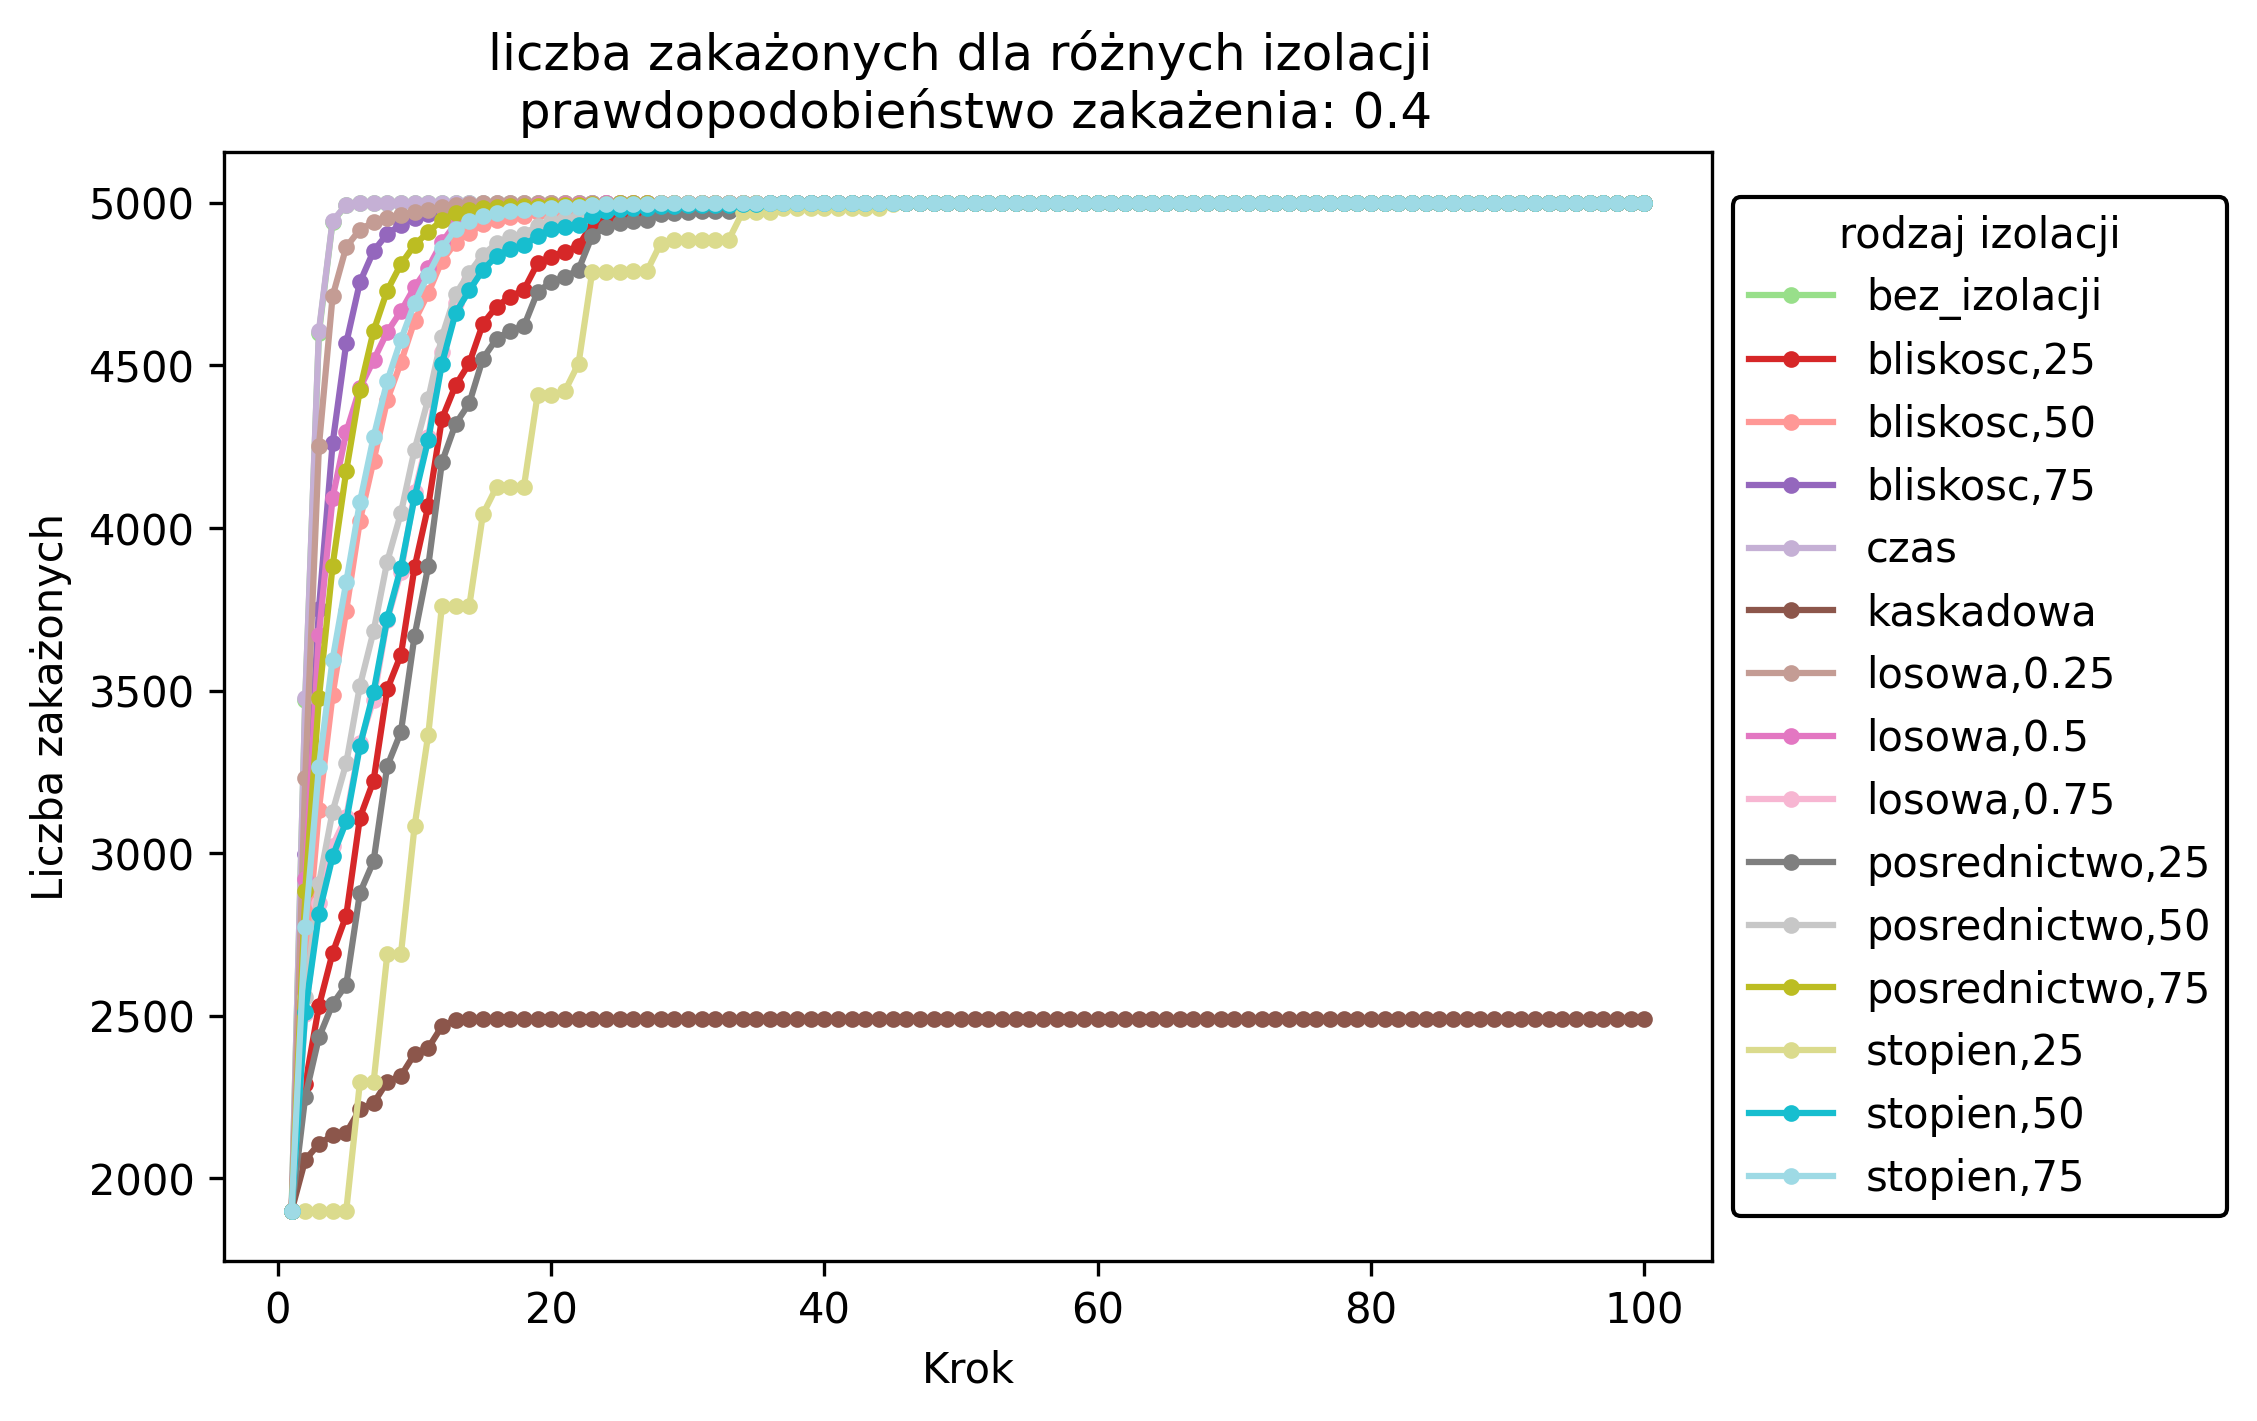 liczba zakażonych dla różnych izolacji
prawdopodobieństwo zakażenia: 0.4
Liczba zakażonych
5000
4500
4000
3500
3000
2500
2000
0
20
40
60
80
100
Krok
rodzaj izolacji
bez_izolacji
bliskosc,25
bliskosc,50
bliskosc,75
czas
kaskadowa
losowa,0.25
losowa,0.5
losowa,0.75
posrednictwo,25
posrednictwo,50
posrednictwo,75
stopien,25
stopien,50
stopien,75